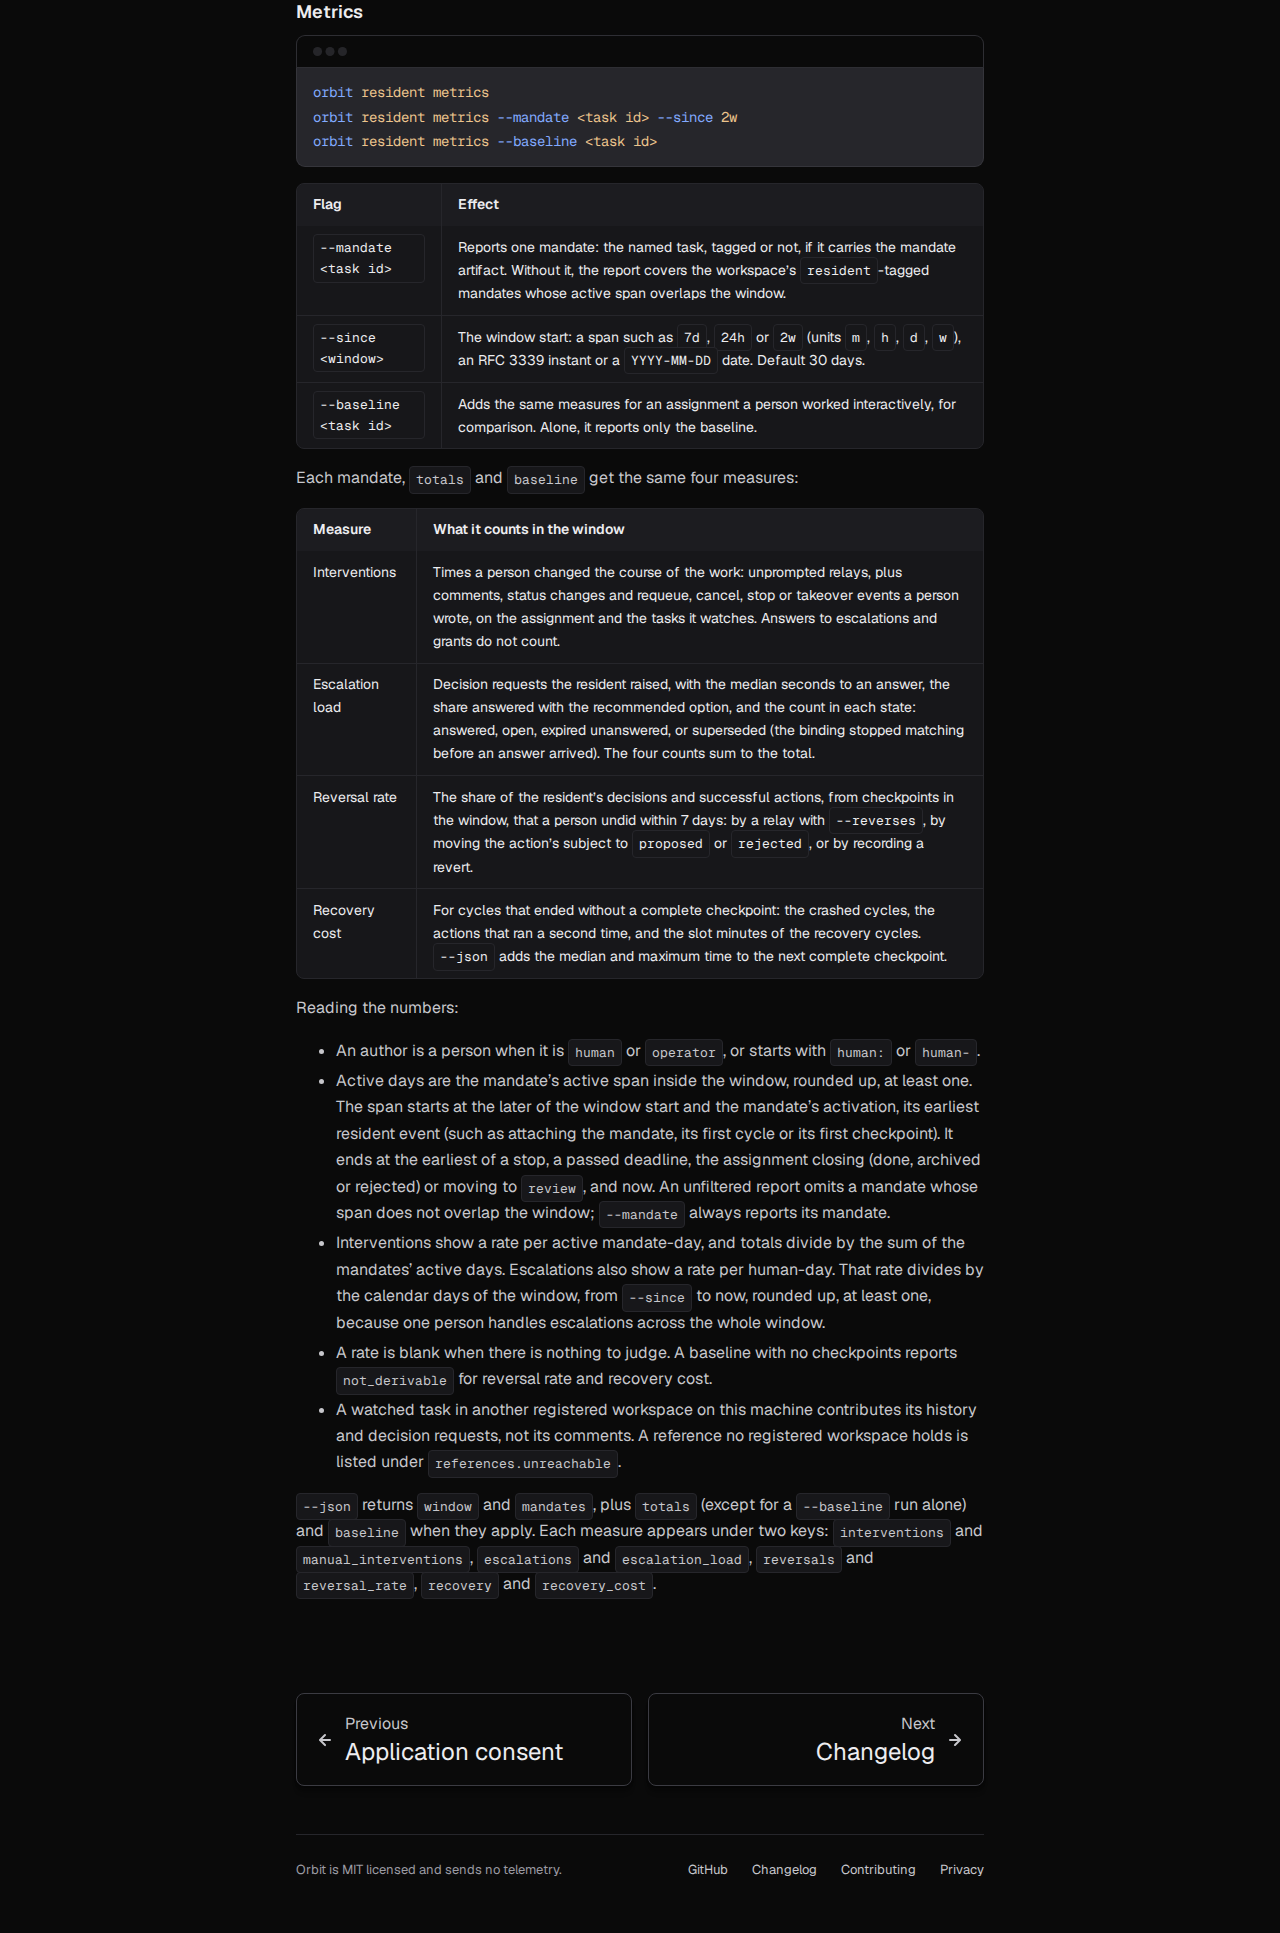 Metrics
orbit resident metrics
orbit resident metrics --mandate <task id> --since 2w
orbit resident metrics --baseline <task id>
Flag Effect
--mandate <task id>
Reports one mandate: the named task, tagged or not, if it carries the mandate
artifact. Without it, the report covers the workspace's resident-tagged
mandates whose active span overlaps the window.
--since <window>
The window start: a span such as 7d, 24h or 2w (units m, h, d, w),
an RFC 3339 instant or a YYYY-MM-DD date. Default 30 days.
--baseline <task id>
Adds the same measures for an assignment a person worked interactively, for
comparison. Alone, it reports only the baseline.
Each mandate, totals and baseline get the same four measures:
Measure What it counts in the window
Interventions
Times a person changed the course of the work: unprompted relays, plus
comments, status changes and requeue, cancel, stop or takeover events a person
wrote, on the assignment and the tasks it watches. Answers to escalations and
grants do not count.
Escalation
load
Decision requests the resident raised, with the median seconds to an answer, the
share answered with the recommended option, and the count in each state:
answered, open, expired unanswered, or superseded (the binding stopped matching
before an answer arrived). The four counts sum to the total.
Reversal rate
The share of the resident's decisions and successful actions, from checkpoints in
the window, that a person undid within 7 days: by a relay with --reverses, by
moving the action's subject to proposed or rejected, or by recording a
revert.
Recovery
cost
For cycles that ended without a complete checkpoint: the crashed cycles, the
actions that ran a second time, and the slot minutes of the recovery cycles.
--json adds the median and maximum time to the next complete checkpoint.
Reading the numbers:
• An author is a person when it is human or operator, or starts with human: or human-.
• Active days are the mandate's active span inside the window, rounded up, at least one.
The span starts at the later of the window start and the mandate's activation, its earliest
resident event (such as attaching the mandate, its first cycle or its first checkpoint). It
ends at the earliest of a stop, a passed deadline, the assignment closing (done, archived
or rejected) or moving to review, and now. An unfiltered report omits a mandate whose
span does not overlap the window; --mandate always reports its mandate.
• Interventions show a rate per active mandate-day, and totals divide by the sum of the
mandates' active days. Escalations also show a rate per human-day. That rate divides by
the calendar days of the window, from --since to now, rounded up, at least one,
because one person handles escalations across the whole window.
• A rate is blank when there is nothing to judge. A baseline with no checkpoints reports
not_derivable for reversal rate and recovery cost.
• A watched task in another registered workspace on this machine contributes its history
and decision requests, not its comments. A reference no registered workspace holds is
listed under references.unreachable.
--json returns window and mandates, plus totals (except for a --baseline run alone)
and baseline when they apply. Each measure appears under two keys: interventions and
manual_interventions, escalations and escalation_load, reversals and
reversal_rate, recovery and recovery_cost.
Previous
Application consent
Next
Changelog
Orbit is MIT licensed and sends no telemetry.
GitHub Changelog Contributing Privacy